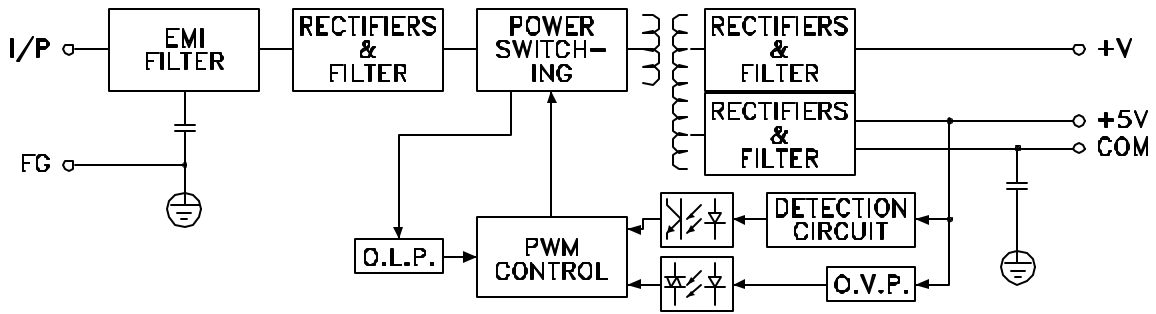 I/P
EMI
FILTER
RECTIFIERS
&
FILTER
POWER
SWITCH-
ING
RECTIFIERS
&
FILTER
+V
RECTIFIERS
&
FILTER
+5V
COM
FG
O.L.P.
PWM
CONTROL
DETECTION
CIRCUIT
O.V.P.